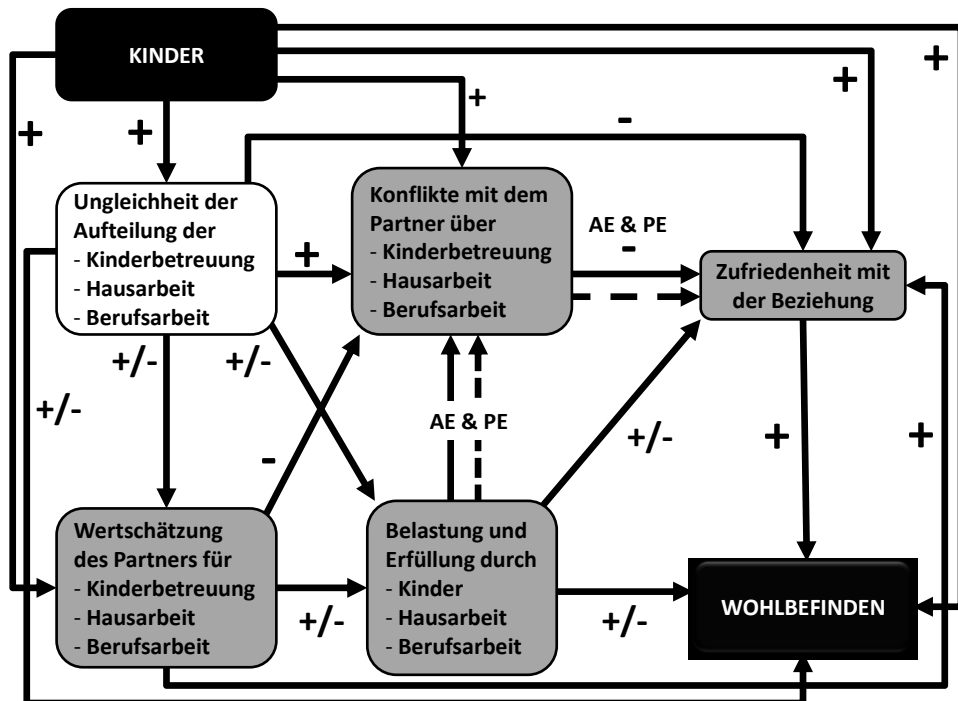 KINDER
+
+
+
+
+
-
Ungleichheit der
Aufteilung der
- Kinderbetreuung
- Hausarbeit
- Berufsarbeit
+
Konflikte mit dem
Partner über
- Kinderbetreuung
- Hausarbeit
- Berufsarbeit
AE & PE
-
Zufriedenheit mit
der Beziehung
+/-
+/-
+/-
-
AE & PE
+/-
+
+
Wertschätzung
des Partners für
- Kinderbetreuung
- Hausarbeit
- Berufsarbeit
+/-
Belastung und
Erfüllung durch
- Kinder
- Hausarbeit
- Berufsarbeit
+/-
WOHLBEFINDEN